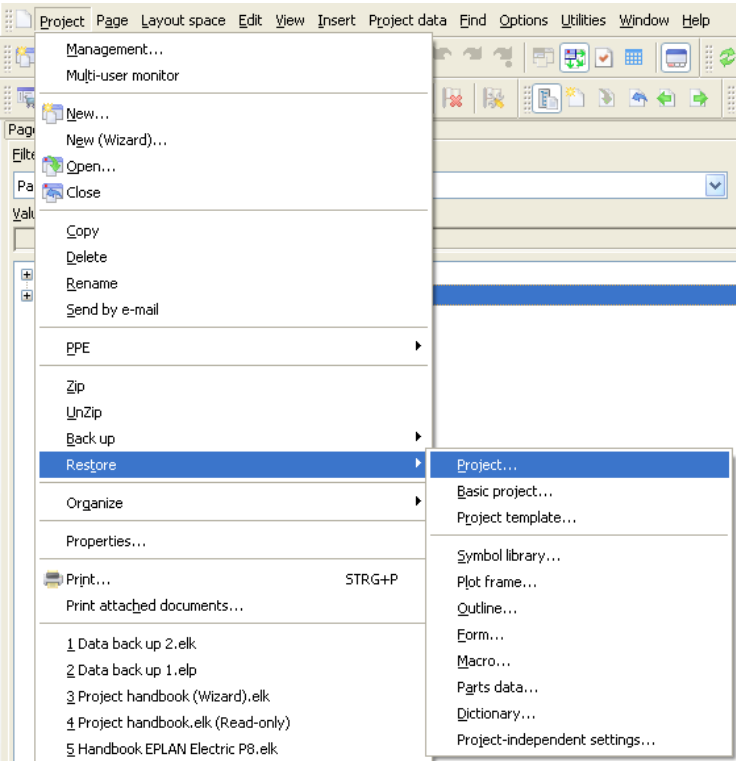 Project Page Layout space Edit View Insert Project data Find Options Utilities Window Help
Management...
Multi-user monitor
New...
New (Wizard)...
Open...
Close
Copy
Delete
Rename
Send by e-mail
PPE
Zip
UnZip
Back up
Restore
Project...
Basic project...
Project template...
Organize
Properties...
Symbol library...
Print... STRG+P
Plot frame...
Print attached documents...
Outline...
Form...
1 Data back up 2.elk
Macro...
2 Data back up 1.elp
Parts data...
3 Project handbook (Wizard).elk
Dictionary...
4 Project handbook.elk (Read-only)
Project-independent settings...
5 Handbook EPLAN Electric P8.elk